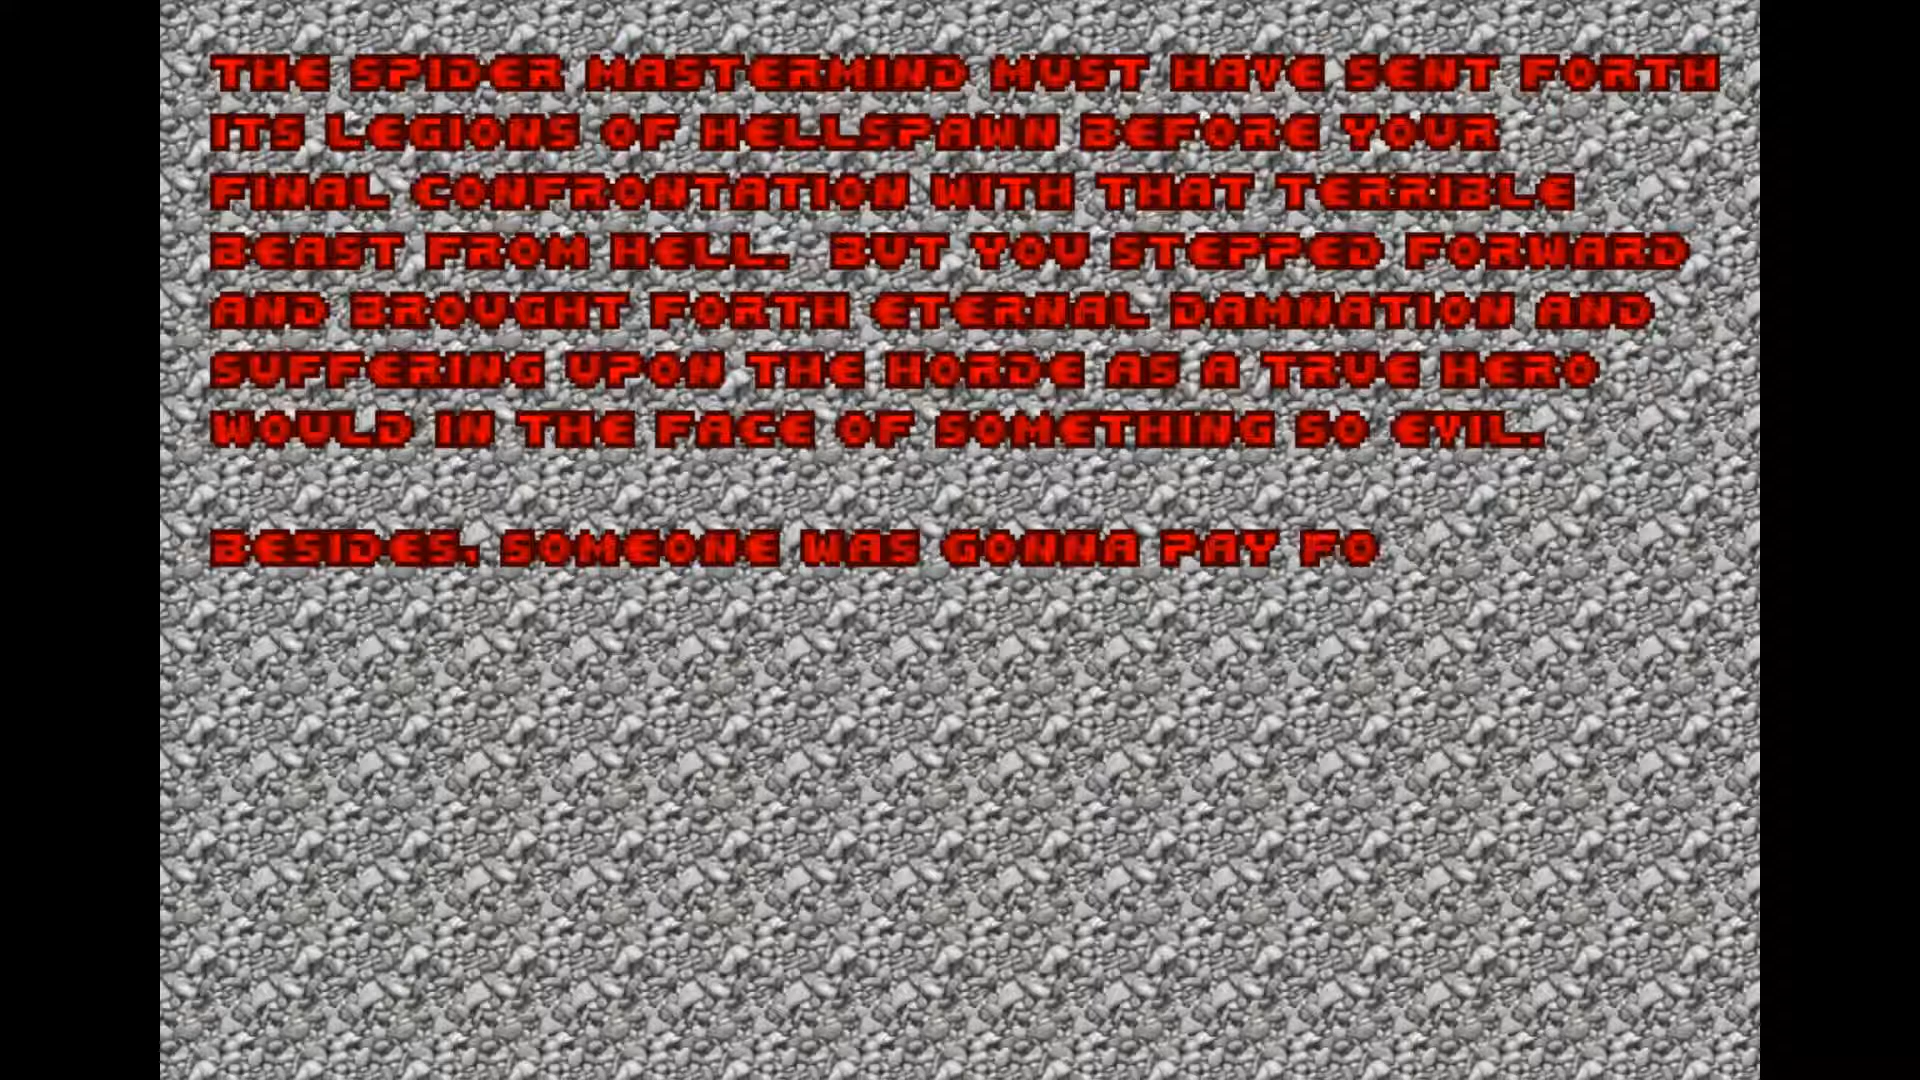 THE SPIDER MASTERMIND MUST HAVE SENT FORTH
ITS LEGIONS OF HELLSPAWN BEFORE YOUR
FINAL CONFRONTATION WITH THAT TERRIBLE
BEAST FROM HELL.  BUT YOU STEPPED FORWARD
AND BROUGHT FORTH ETERNAL DAMNATION AND
SUFFERING UPON THE HORDE AS A TRUE HERO
WOULD IN THE FACE OF SOMETHING SO EVIL.
BESIDES, SOMEONE WAS GONNA PAY FO